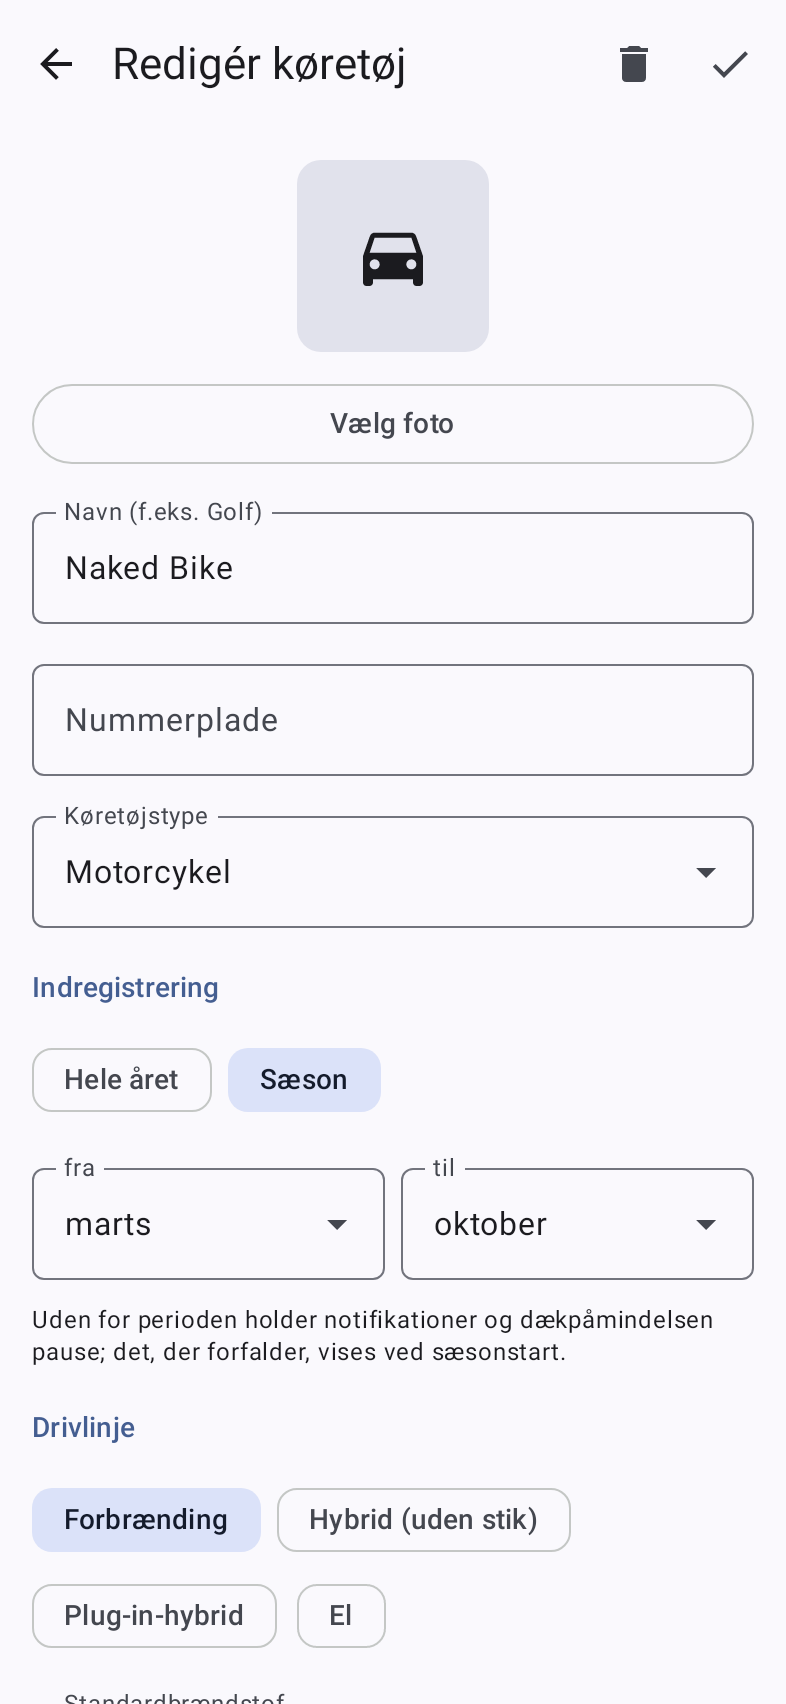 Redigér køretøj
Vælg foto
Navn (f.eks. Golf)
Naked Bike
Nummerplade
Køretøjstype
Motorcykel
Indregistrering
Hele året
Sæson
fra
marts
til
oktober
Uden for perioden holder notifikationer og dækpåmindelsen
pause; det, der forfalder, vises ved sæsonstart.
Drivlinje
Forbrænding
Hybrid (uden stik)
Plug-in-hybrid
El
Standardbrændstof